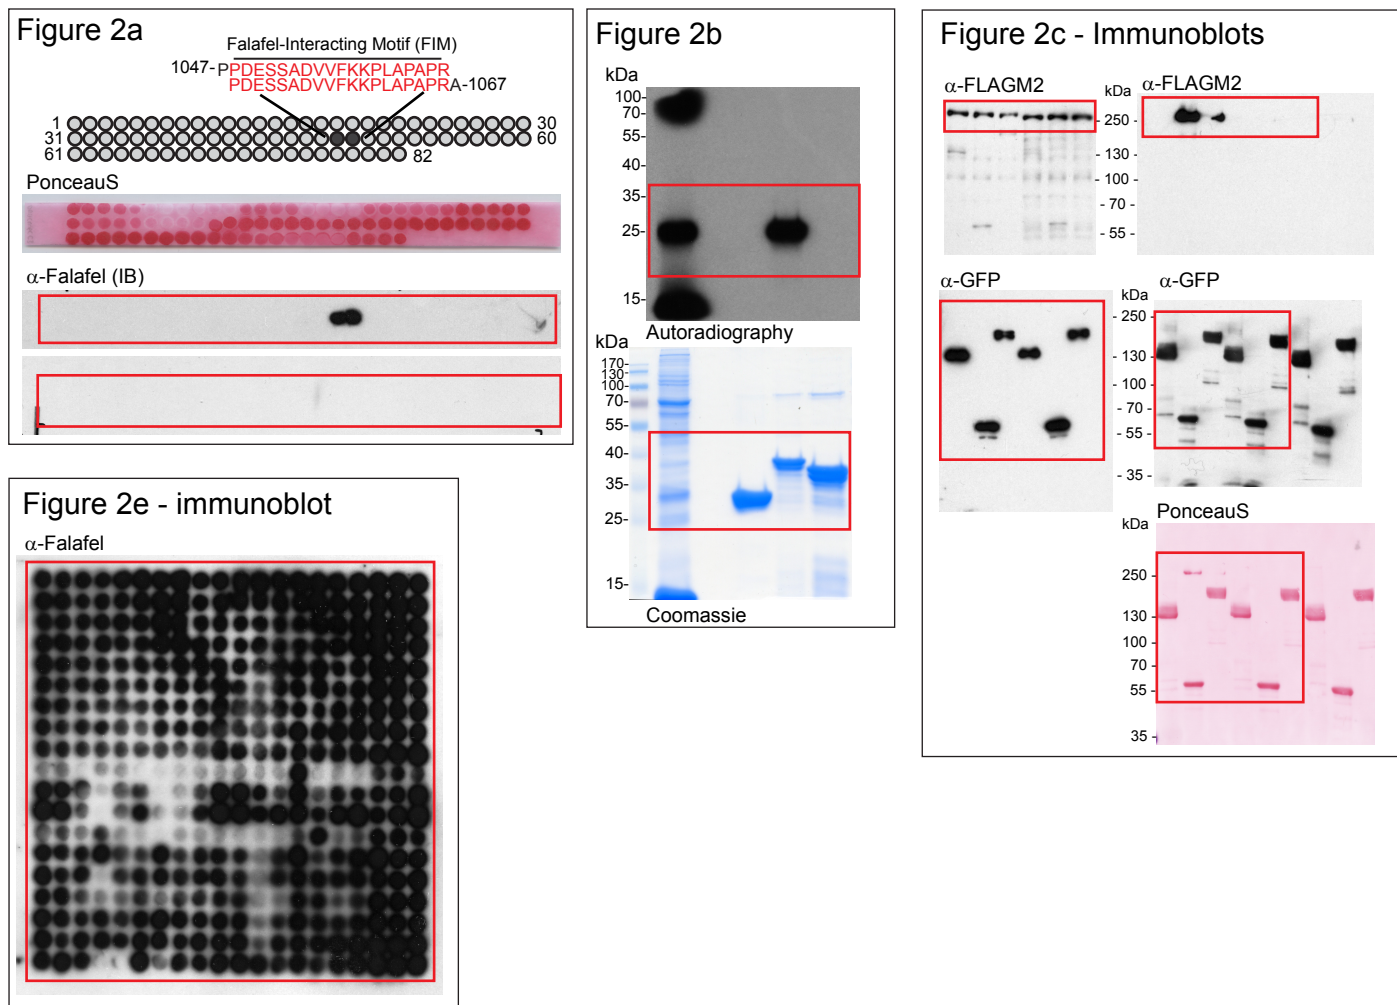 Figure 2a
Falafel-Interacting Motif (FIM)
1047-PPDESSADVVFKKPLAPAPR
PDESSADVVFKKPLAPAPRA-1067
1 30
31 60
61 82
PonceauS
α-Falafel (IB)
Figure 2b
kDa
100-
70-
55-
40-
35-
25-
15-
Autoradiography
kDa
170-
130-
100-
70-
55-
40-
35-
25-
15-
Coomassie
Figure 2c - Immunoblots
α-FLAGM2
kDa
α-FLAGM2
- 250 -
- 130 -
- 100 -
- 55 -
α-GFP
kDa
α-GFP
250 -
130 -
100 -
- 70 -
55-
- 35 -
PonceauS
kDa
250 -
130 -
100 -
70 -
55 -
35 -
Figure 2e - immunoblot
α-Falafel